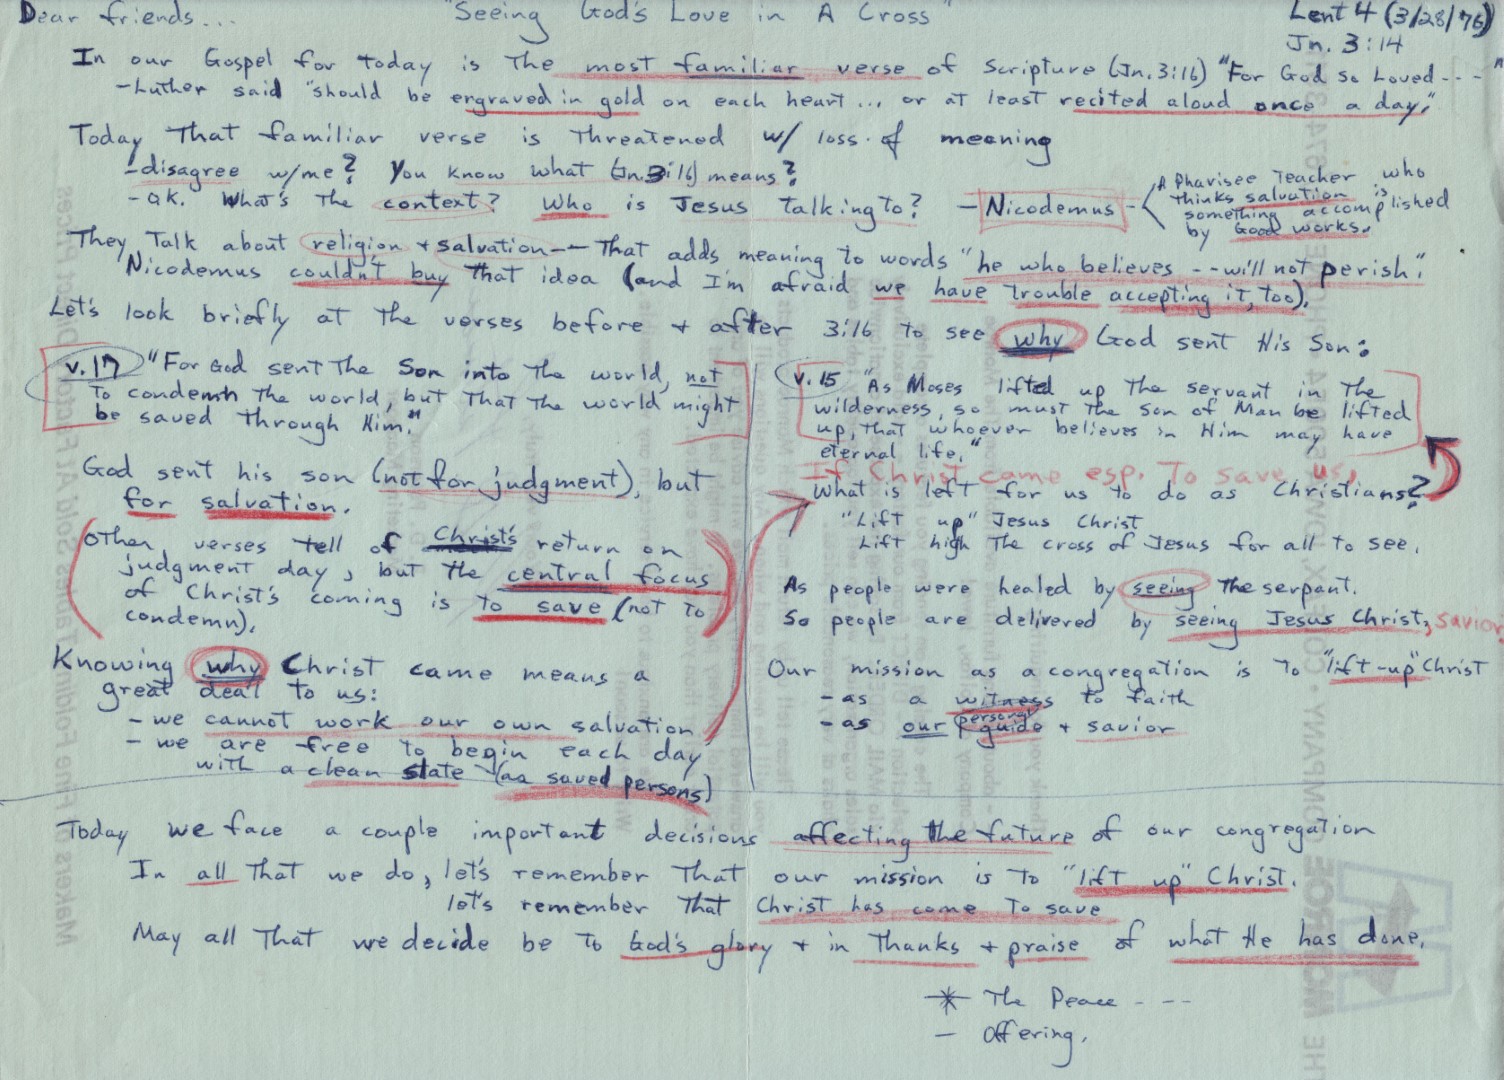 Dear friends... "Seeing God's Love in A Cross" Lent 4 (3/28/76)
Jn. 3:14
In our Gospel for today is the most familiar verse of Scripture (Jn. 3:16) "For God so Loved --- "
-Luther said "should be engraved in gold on each heart... or at least recited aloud once a day."
Today that familiar verse is threatened w/ loss of meaning
-disagree w/me? You know what (Jn. 3:16) means?
-ok. What's the context? Who is Jesus talking to? - Nicodemus - < A Pharisee Teacher who
thinks salvation is
something accomplished
by Good works.
They talk about religion + salvation -- That adds meaning to words "he who believes -- will not perish".
Nicodemus couldn't buy that idea (and I'm afraid we have trouble accepting it, too).
Let's look briefly at the verses before + after 3:16 to see why God sent His Son:
v.17 "For God sent the Son into the world, not
to condemn the world, but that the world might
be saved through Him."
God sent his son (not for judgment), but
for salvation.
(Other verses tell of Christ's return on
judgment day, but the central focus
of Christ's coming is to save (not to
condemn).
Knowing why Christ came means a
great deal to us:
- we cannot work our own salvation
- we are free to begin each day
with a clean slate (as saved persons)
v.15 "As Moses lifted up the servant in the
wilderness, so must the Son of Man be lifted
up, that whoever believes in Him may have
eternal life."
If Christ came esp. to save us,
what is left for us to do as Christians?
"Lift up" Jesus Christ
Lift high the cross of Jesus for all to see.
As people were healed by seeing the serpant.
So people are delivered by seeing Jesus Christ, savior
Our mission as a congregation is to "lift-up" Christ
- as a witness to faith
- as our personal guide + savior
Today we face a couple important decisions affecting the future of our congregation
In all that we do, let's remember that our mission is to "lift up" Christ.
let's remember that Christ has come to save
May all that we decide be to God's glory + in thanks + praise of what He has done.
* The Peace ----
- Offering.